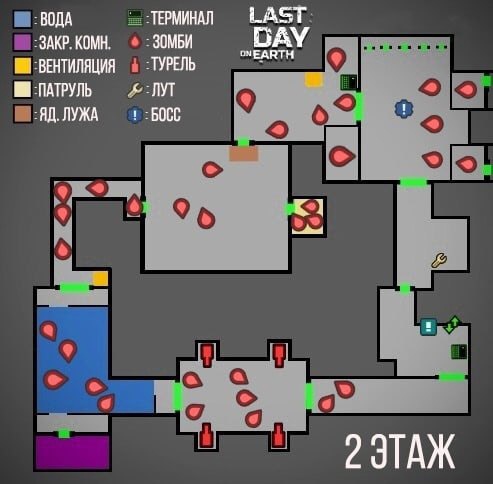 ВОДА
ЗАКР. КОМН.
ВЕНТИЛЯЦИЯ
ПАТРУЛЬ
ЯД. ЛУЖА
ТЕРМИНАЛ
ЗОМБИ
ТУРЕЛЬ
ЛУТ
БОСС
LAST
DAY
ON EARTH
2 ЭТАЖ